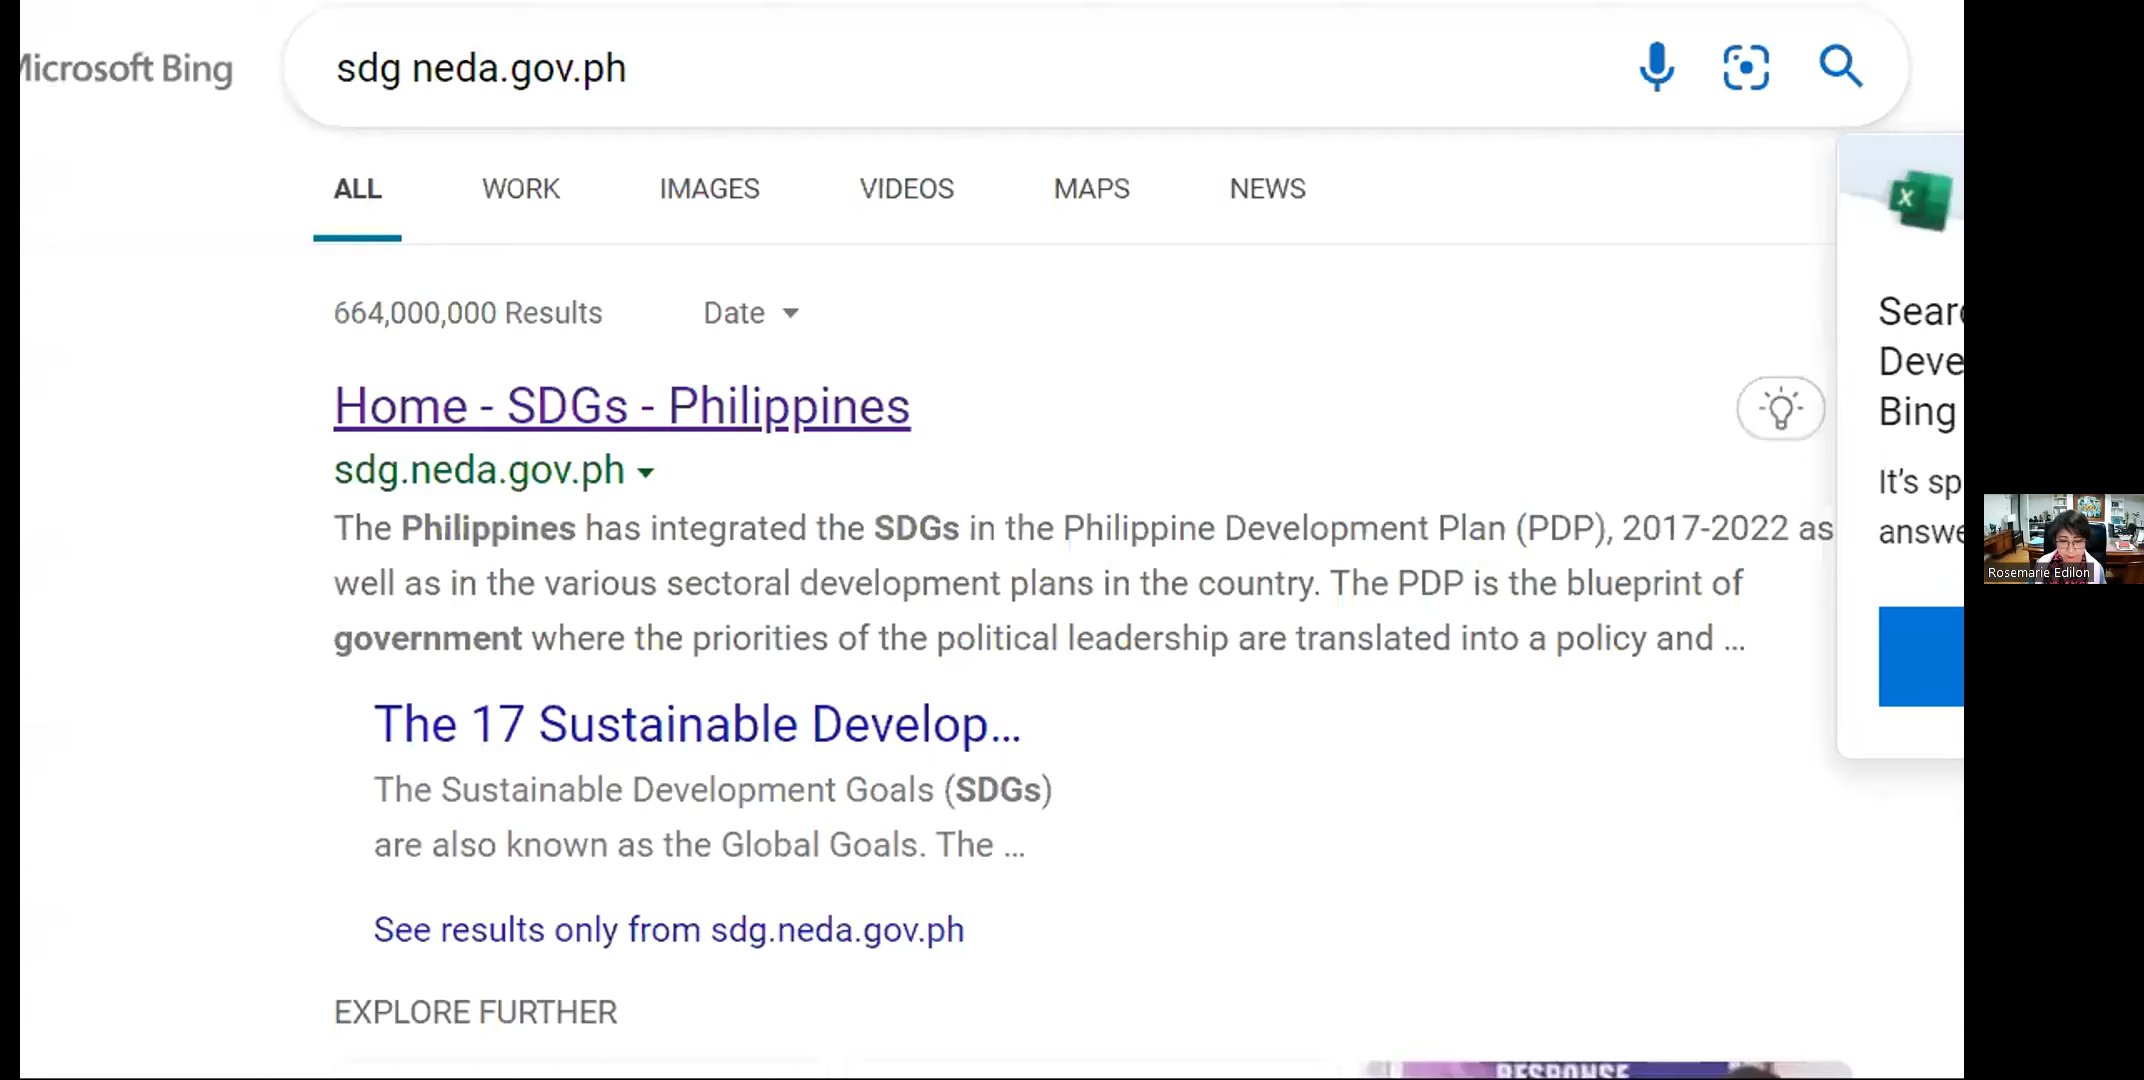 Microsoft Bing
sdg neda.gov.ph
ALL WORK IMAGES VIDEOS MAPS NEWS
664,000,000 Results Date
Home - SDGs - Philippines
sdg.neda.gov.ph
The Philippines has integrated the SDGs in the Philippine Development Plan (PDP), 2017-2022 as
well as in the various sectoral development plans in the country. The PDP is the blueprint of
government where the priorities of the political leadership are translated into a policy and ...
The 17 Sustainable Develop...
The Sustainable Development Goals (SDGs)
are also known as the Global Goals. The ...
See results only from sdg.neda.gov.ph
EXPLORE FURTHER
RESPONSE
X
Sear
Deve
Bing
It's sp
answe
Rosemarie Edilon